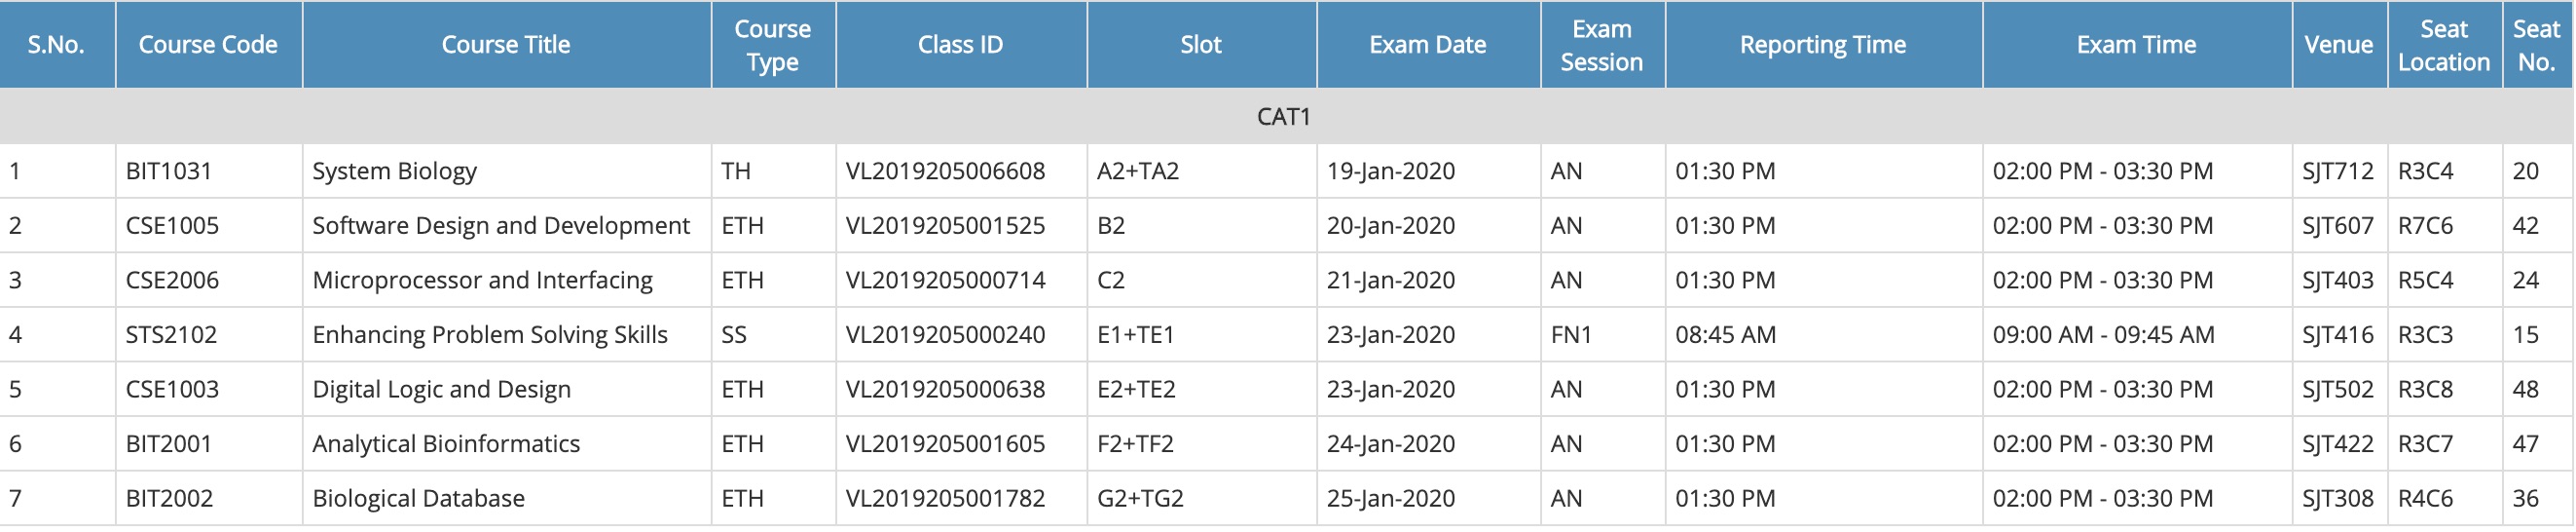 S.No. Course Code Course Title Course Type Class ID Slot Exam Date Exam Session Reporting Time Exam Time Venue Seat Location Seat No.
CAT1
1 BIT1031 System Biology TH VL2019205006608 A2+TA2 19-Jan-2020 AN 01:30 PM 02:00 PM - 03:30 PM SJT712 R3C4 20
2 CSE1005 Software Design and Development ETH VL2019205001525 B2 20-Jan-2020 AN 01:30 PM 02:00 PM - 03:30 PM SJT607 R7C6 42
3 CSE2006 Microprocessor and Interfacing ETH VL2019205000714 C2 21-Jan-2020 AN 01:30 PM 02:00 PM - 03:30 PM SJT403 R5C4 24
4 STS2102 Enhancing Problem Solving Skills SS VL2019205000240 E1+TE1 23-Jan-2020 FN1 08:45 AM 09:00 AM - 09:45 AM SJT416 R3C3 15
5 CSE1003 Digital Logic and Design ETH VL2019205000638 E2+TE2 23-Jan-2020 AN 01:30 PM 02:00 PM - 03:30 PM SJT502 R3C8 48
6 BIT2001 Analytical Bioinformatics ETH VL2019205001605 F2+TF2 24-Jan-2020 AN 01:30 PM 02:00 PM - 03:30 PM SJT422 R3C7 47
7 BIT2002 Biological Database ETH VL2019205001782 G2+TG2 25-Jan-2020 AN 01:30 PM 02:00 PM - 03:30 PM SJT308 R4C6 36